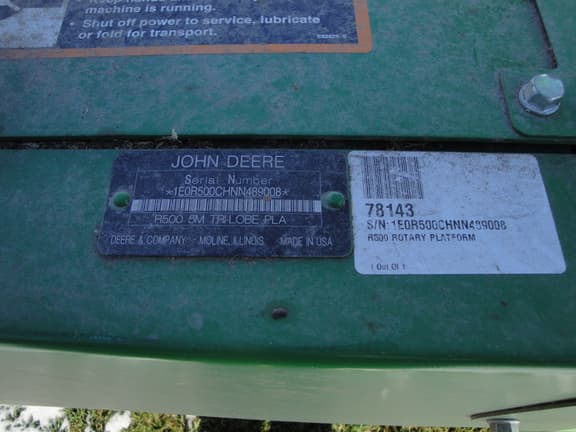 machine is running.
• Shut off power to service, lubricate
or fold for transport.
JOHN DEERE
Serial Number
*1E0R500CHNN489008*
R500 5M TRI-LOBE PLA
DEERE & COMPANY MOLINE, ILLINOIS MADE IN USA
78143
S/N: 1E0R500CHNN489008
R500 ROTARY PLATFORM
1 Out Of 1